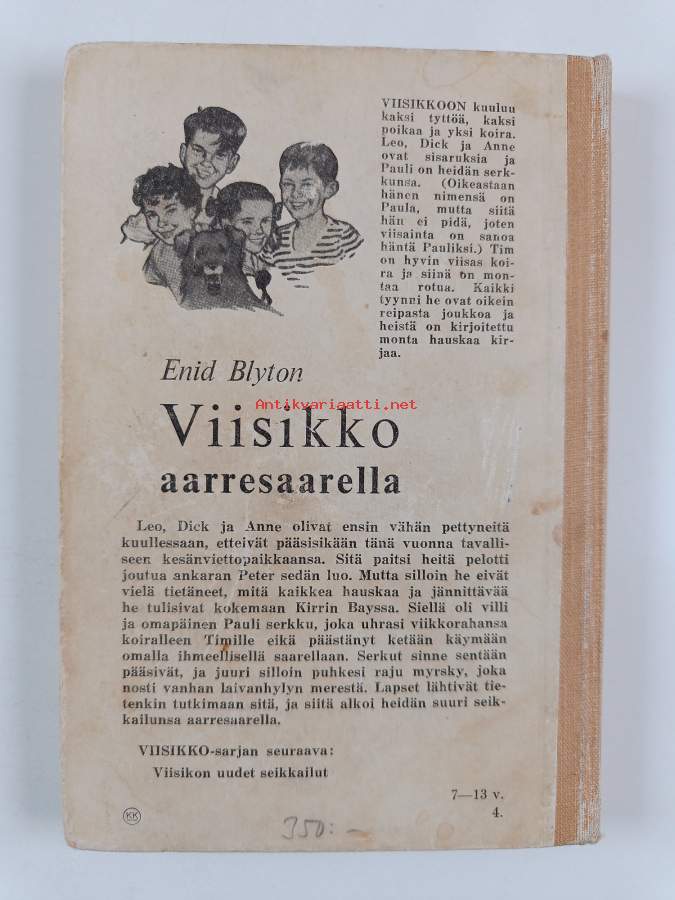 VIISIKKOON kuuluu
kaksi tyttöä, kaksi
poikaa ja yksi koira.
Leo, Dick ja Anne
ovat sisaruksia ja
Pauli on heidän serk-
kunsa. (Oikeastaan
hänen nimensä on
Paula, mutta siitä
hän ei pidä, joten
viisainta on sanoa
häntä Pauliksi.) Tim
on hyvin viisas koi-
ra ja siinä on mon-
taa rotua. Kaikki
tyynni he ovat oikein
reipasta joukkoa ja
heistä on kirjoitettu
monta hauskaa kir-
jaa.
Enid Blyton
Antikvariaatti.net
Viisikko
aarresaarella
Leo, Dick ja Anne olivat ensin vähän pettyneitä
kuullessaan, etteivät pääsisikään tänä vuonna tavalli-
seen kesänviettopaikkaansa. Sitä paitsi heitä pelotti
joutua ankaran Peter sedän luo. Mutta silloin he eivät
vielä tietäneet, mitä kaikkea hauskaa ja jännittävää
he tulisivat kokemaan Kirrin Bayssa. Siellä oli villi
ja omapäinen Pauli serkku, joka uhrasi viikkorahansa
koiralleen Timille eikä päästänyt ketään käymään
omalla ihmeellisellä saarellaan. Serkut sinne sentään
pääsivät, ja juuri silloin puhkesi raju myrsky, joka
nosti vanhan laivanhylyn merestä. Lapset lähtivät tie-
tenkin tutkimaan sitä, ja siitä alkoi heidän suuri seik-
kailunsa aarresaarella.
VIISIKKO-sarjan seuraava:
Viisikon uudet seikkailut
7—13 v.
4.
KK
350:-